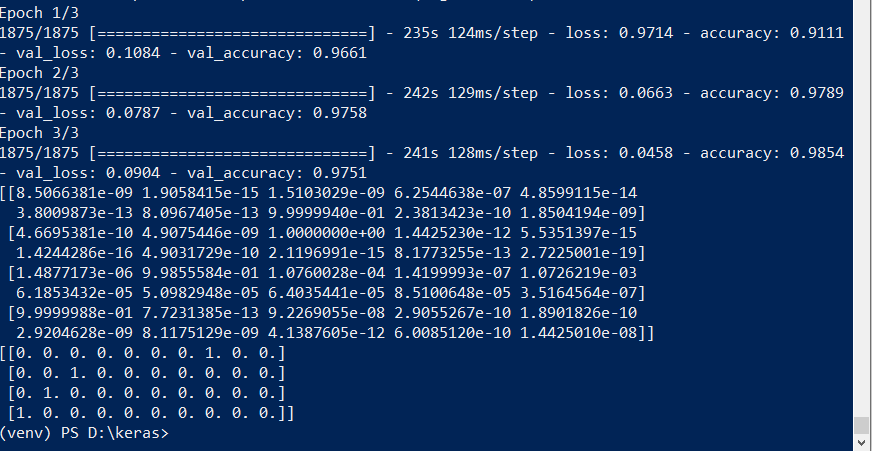 Epoch 1/3
1875/1875 [==============================] - 235s 124ms/step - loss: 0.9714 - accuracy: 0.9111
- val_loss: 0.1084 - val_accuracy: 0.9661
Epoch 2/3
1875/1875 [==============================] - 242s 129ms/step - loss: 0.0663 - accuracy: 0.9789
- val_loss: 0.0787 - val_accuracy: 0.9758
Epoch 3/3
1875/1875 [==============================] - 241s 128ms/step - loss: 0.0458 - accuracy: 0.9854
- val_loss: 0.0904 - val_accuracy: 0.9751
[[8.5066381e-09 1.9058415e-15 1.5103029e-09 6.2544638e-07 4.8599115e-14
  3.8009873e-13 8.0967405e-13 9.9999940e-01 2.3813423e-10 1.8504194e-09]
 [4.6695381e-10 4.9075446e-09 1.0000000e+00 1.4425230e-12 5.5351397e-15
  1.4244286e-16 4.9031729e-10 2.1196991e-15 8.1773255e-13 2.7225001e-19]
 [1.4877173e-06 9.9855584e-01 1.0760028e-04 1.4199993e-07 1.0726219e-03
  6.1853432e-05 5.0982948e-05 6.4035441e-05 8.5100648e-05 3.5164564e-07]
 [9.9999988e-01 7.7231385e-13 9.2269055e-08 2.9055267e-10 1.8901826e-10
  2.9204628e-09 8.1175129e-09 4.1387605e-12 6.0085120e-10 1.4425010e-08]]
[[0. 0. 0. 0. 0. 0. 0. 1. 0. 0.]
 [0. 0. 1. 0. 0. 0. 0. 0. 0. 0.]
 [0. 1. 0. 0. 0. 0. 0. 0. 0. 0.]
 [1. 0. 0. 0. 0. 0. 0. 0. 0. 0.]]
(venv) PS D:\keras>